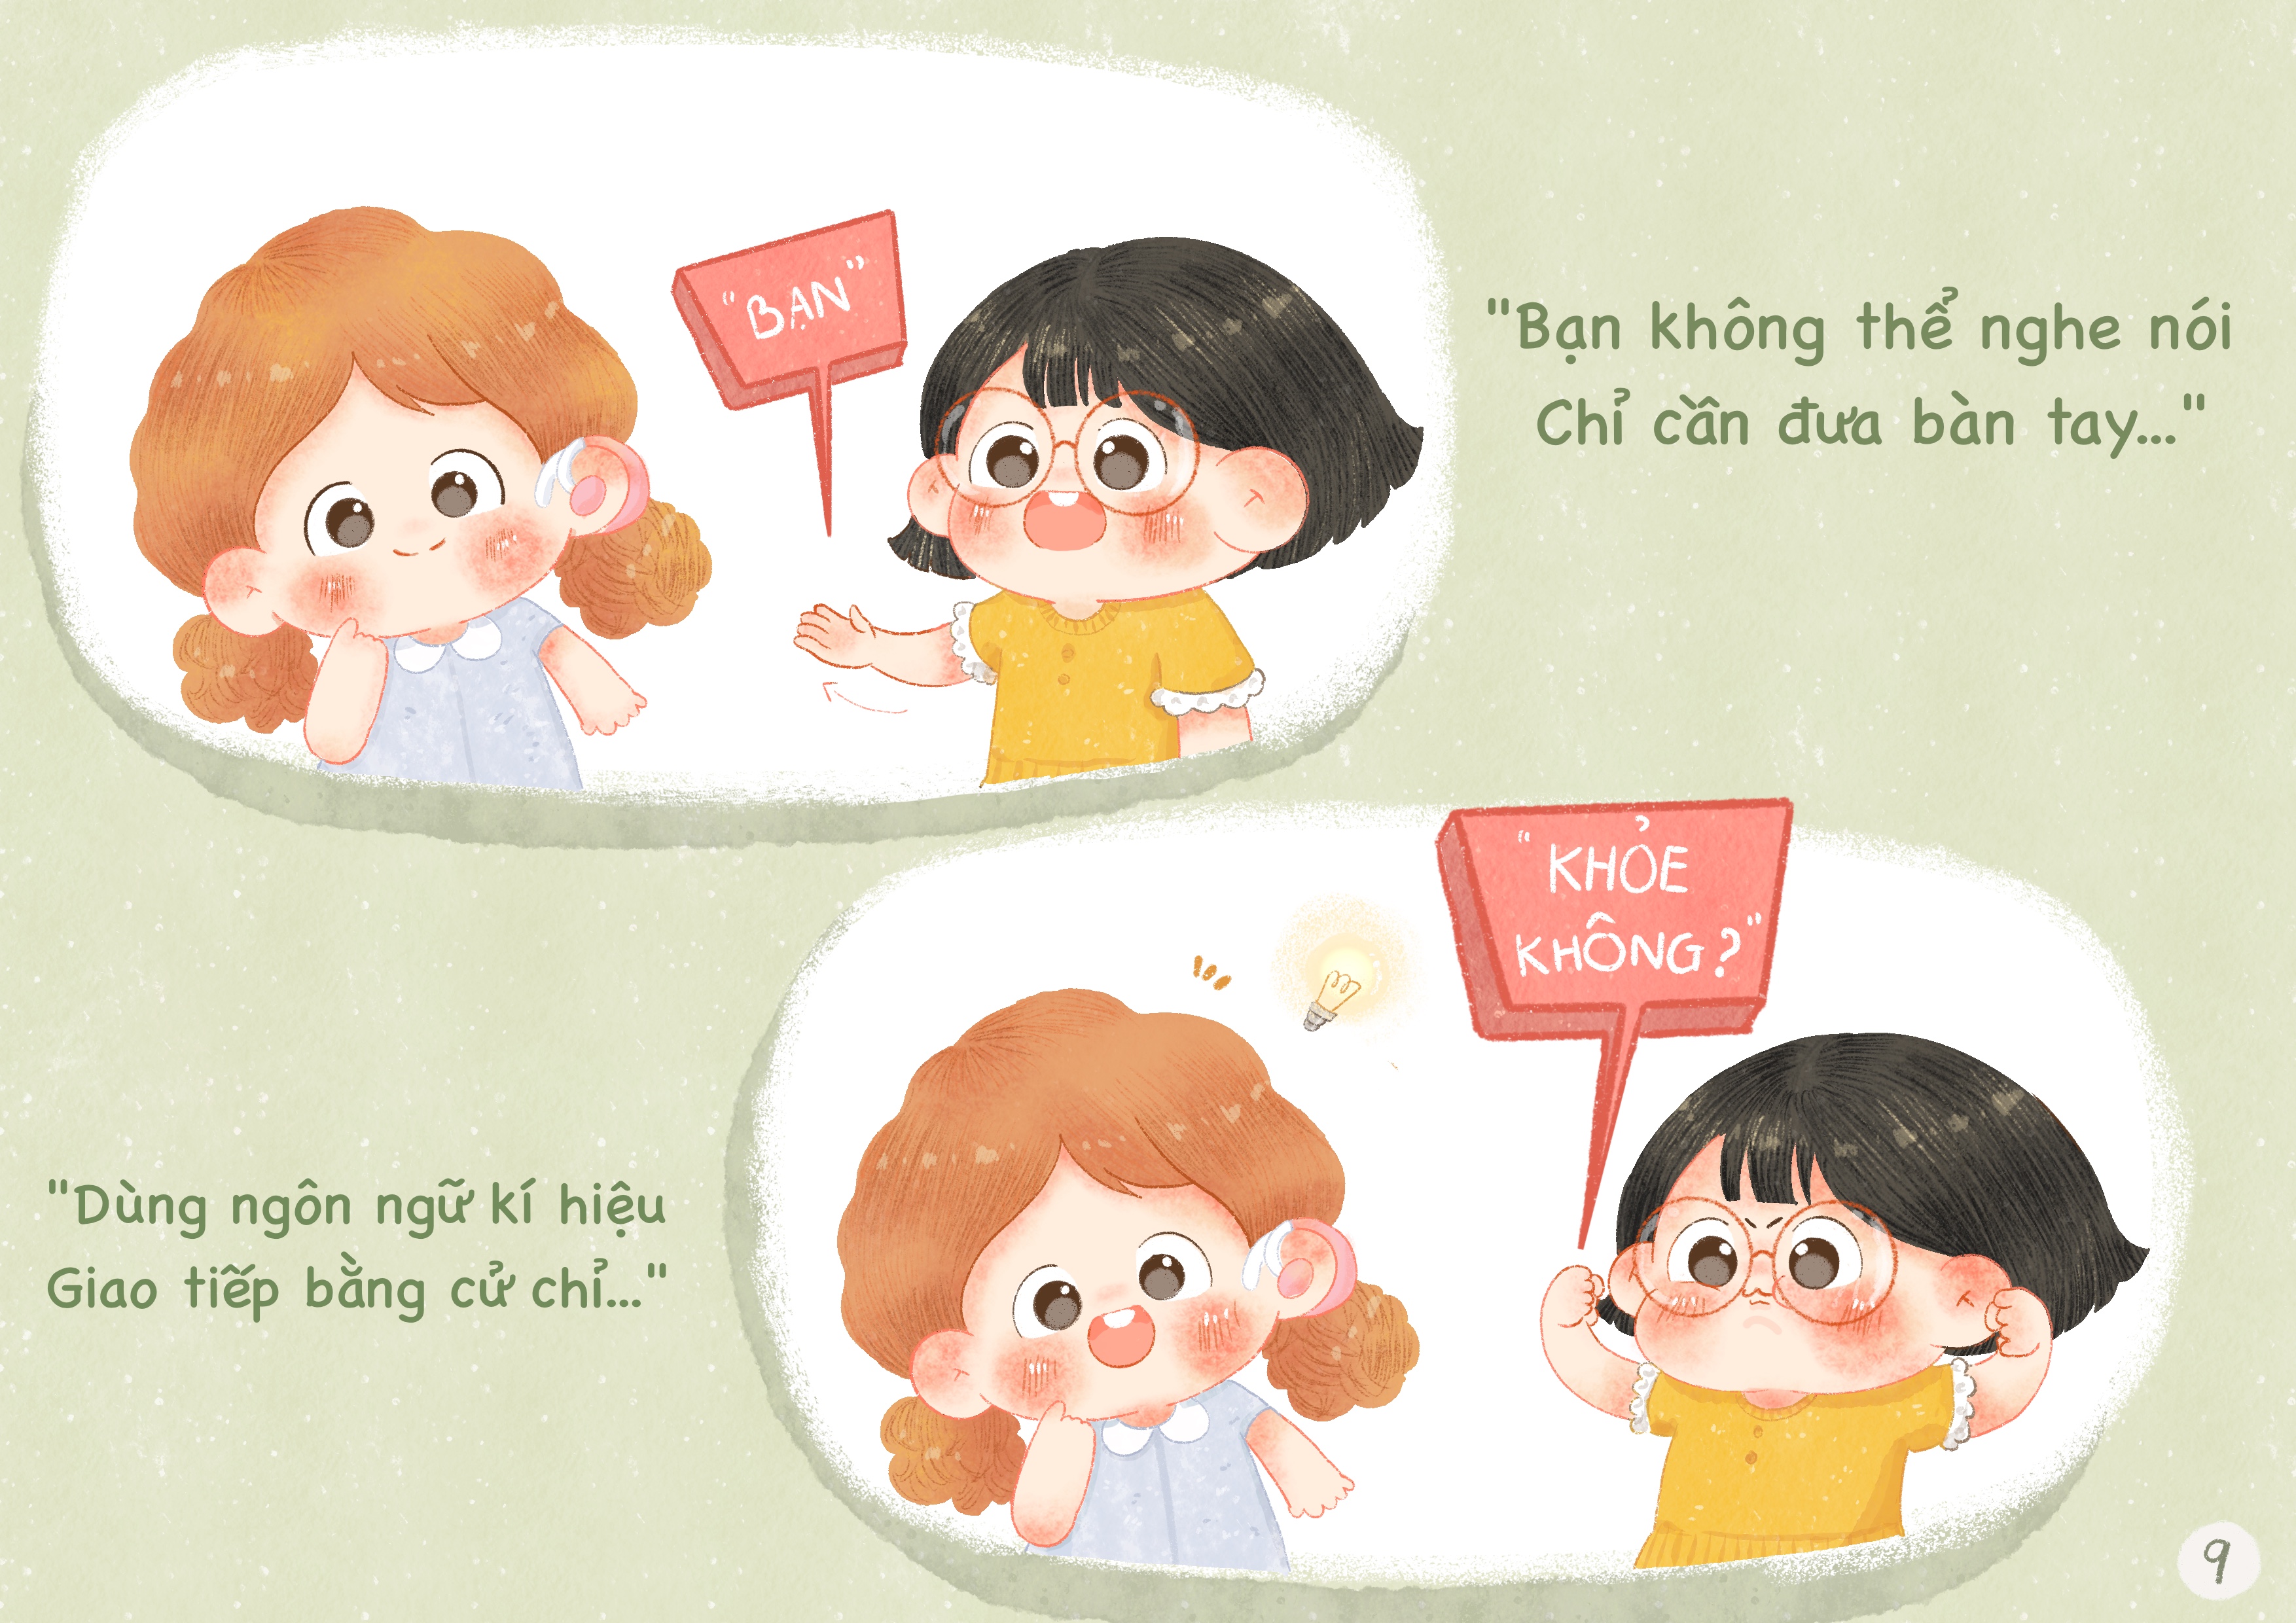 "BẠN"
"Bạn không thể nghe nói
Chỉ cần đưa bàn tay..."
"KHỎE
KHÔNG?"
"Dùng ngôn ngữ kí hiệu
Giao tiếp bằng cử chỉ..."
9